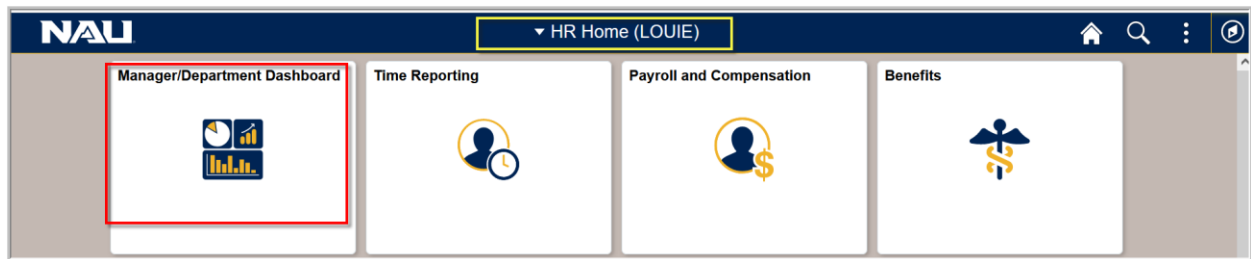 NAU
HR Home (LOUIE)
Manager/Department Dashboard
Time Reporting
Payroll and Compensation
Benefits
$